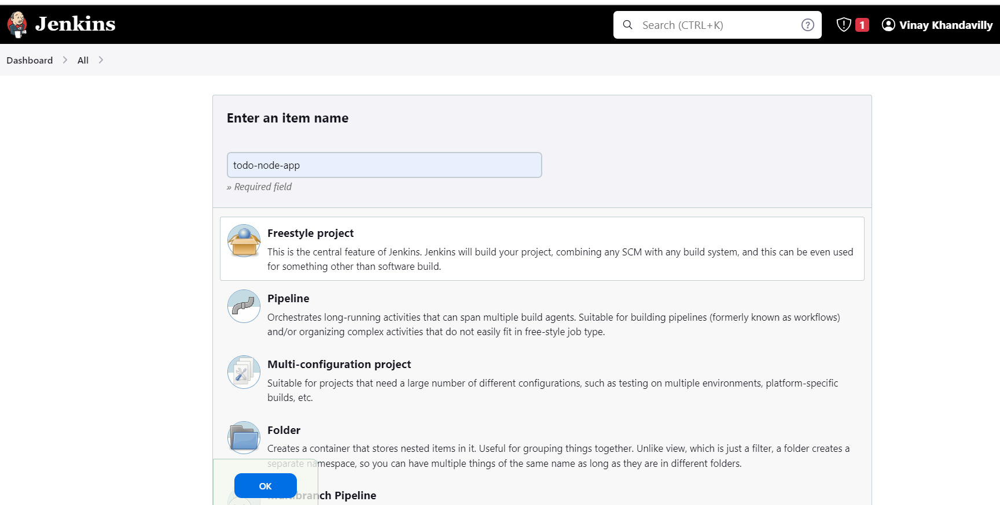 Jenkins
Search (CTRL+K)
1
Vinay Khandavilly
Dashboard
All
Enter an item name
todo-node-app
» Required field
Freestyle project
This is the central feature of Jenkins. Jenkins will build your project, combining any SCM with any build system, and this can be even used
for something other than software build.
Pipeline
Orchestrates long-running activities that can span multiple build agents. Suitable for building pipelines (formerly known as workflows)
and/or organizing complex activities that do not easily fit in free-style job type.
Multi-configuration project
Suitable for projects that need a large number of different configurations, such as testing on multiple environments, platform-specific
builds, etc.
Folder
Creates a container that stores nested items in it. Useful for grouping things together. Unlike view, which is just a filter, a folder creates a
separate namespace, so you can have multiple things of the same name as long as they are in different folders.
OK
Multibranch Pipeline